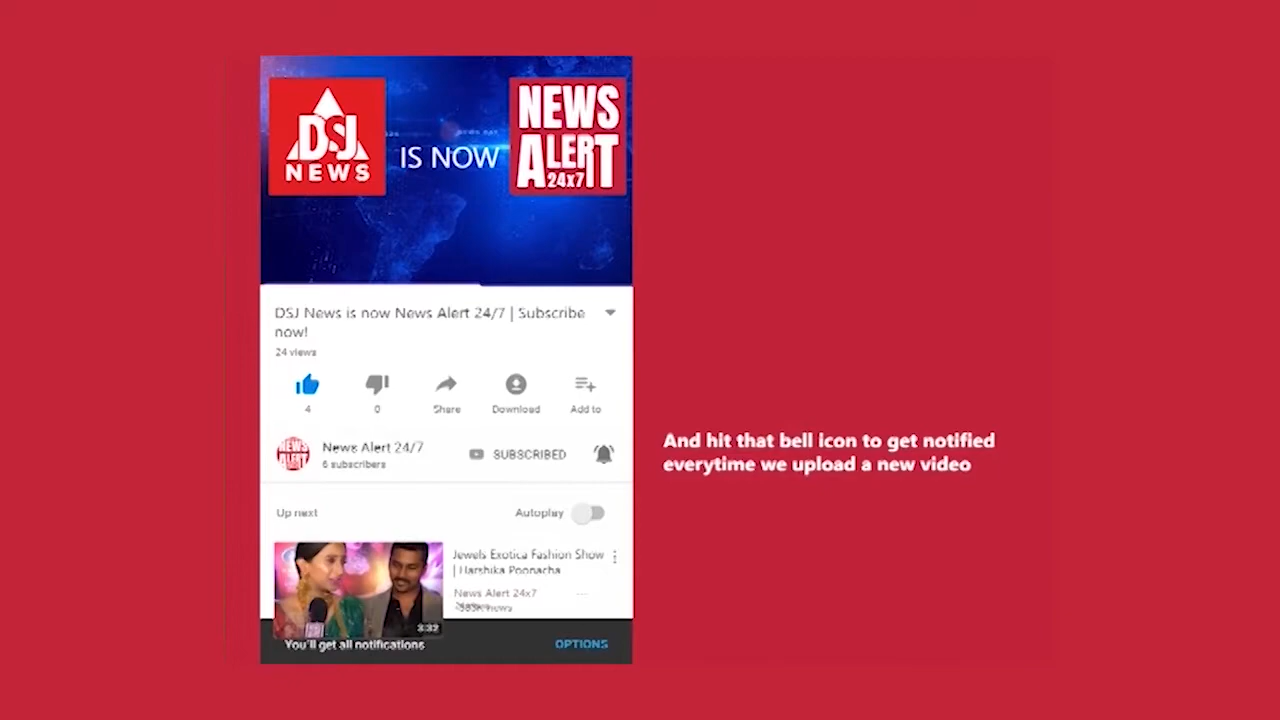 DSJ
NEWS
IS NOW
NEWS
ALERT
24x7
DSJ News is now News Alert 24/7 | Subscribe
now!
24 views
4
0
Share
Download
Add to
NEWS
ALERT
News Alert 24/7
6 subscribers
SUBSCRIBED
And hit that bell icon to get notified
everytime we upload a new video
Up next
Autoplay
Jewels Exotica Fashion Show
| Harshika Poonacha
News Alert 24x7
3:32
You'll get all notifications
OPTIONS